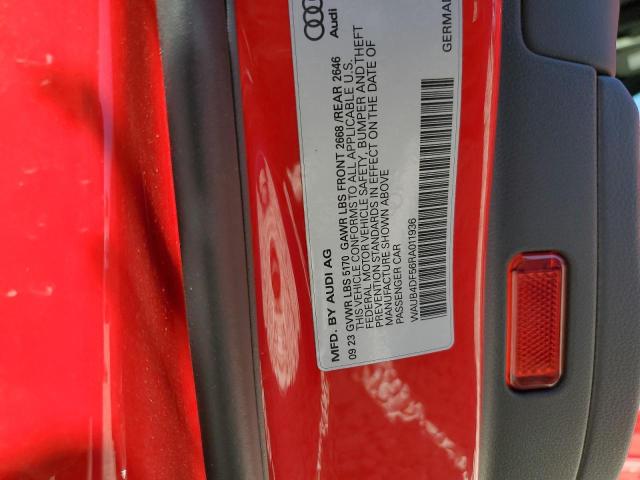 Audi
GERMANY
MFD. BY AUDI AG
09 23 GVWR LBS 5170 GAWR LBS FRONT 2668/REAR 2646
THIS VEHICLE CONFORMS TO ALL APPLICABLE U.S.
FEDERAL MOTOR VEHICLE SAFETY, BUMPER AND THEFT
PREVENTION STANDARDS IN EFFECT ON THE DATE OF
MANUFACTURE SHOWN ABOVE
PASSENGER CAR
WAUB4DF56RA011936